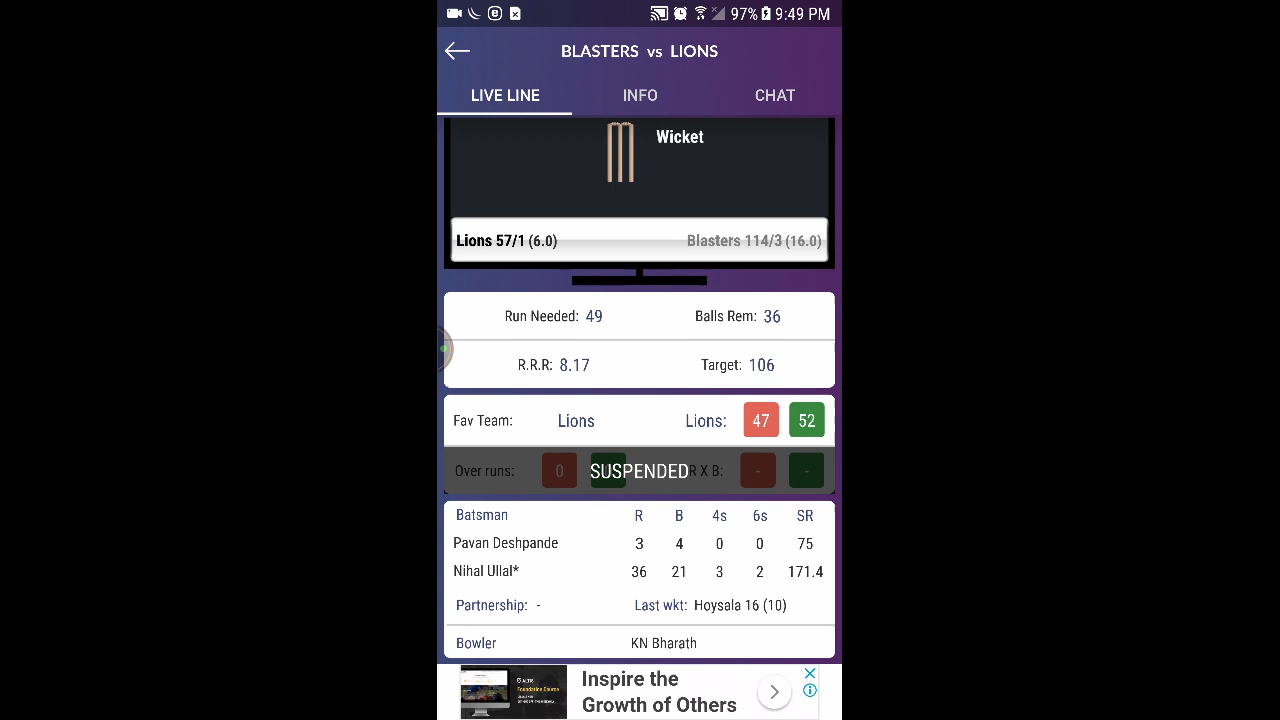 97% 9:49 PM
BLASTERS vs LIONS
LIVE LINE INFO CHAT
Wicket
Lions 57/1 (6.0) Blasters 114/3 (16.0)
Run Needed: 49 Balls Rem: 36
R.R.R: 8.17 Target: 106
Fav Team: Lions Lions: 47 52
Over runs: 0 SUSPENDED R X B: - -
Batsman R B 4s 6s SR
Pavan Deshpande 3 4 0 0 75
Nihal Ullal* 36 21 3 2 171.4
Partnership: - Last wkt: Hoysala 16 (10)
Bowler KN Bharath
ALTIS
Foundation Course
Inspire the
Growth of Others